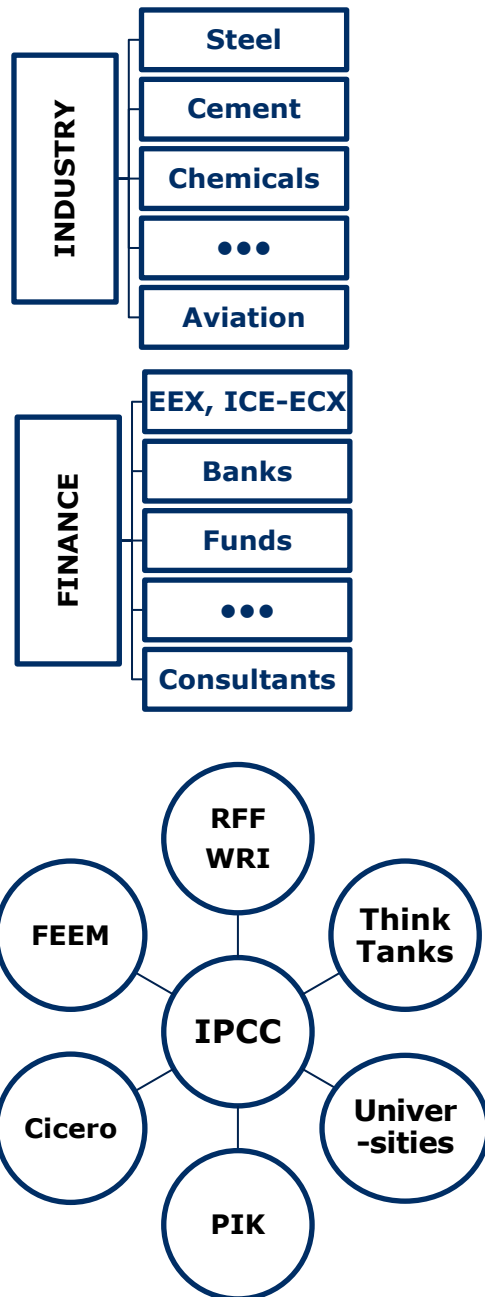 INDUSTRY
Steel
Cement
Chemicals
●●●
Aviation
FINANCE
EEX, ICE-ECX
Banks
Funds
●●●
Consultants
RFF
WRI
FEEM
Think
Tanks
IPCC
Cicero
Univer
-sities
PIK